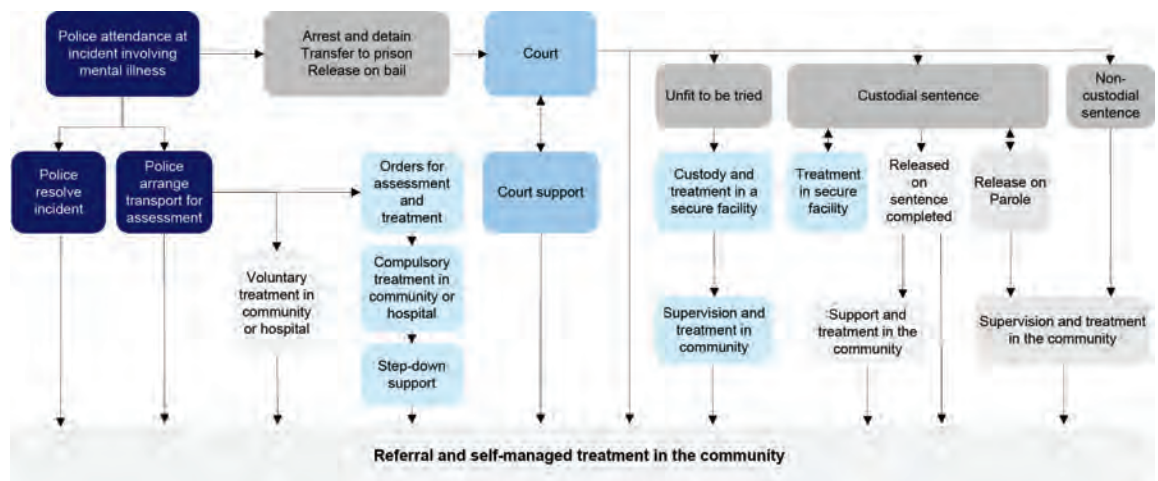 Police attendance at
incident involving
mental illness
Arrest and detain
Transfer to prison
Release on bail
Court
Unfit to be tried
Custodial sentence
Non-
custodial
sentence
Police
resolve
incident
Police
arrange
transport for
assessment
Orders for
assessment
and
treatment
Court support
Custody and
treatment in a
secure facility
Treatment
in secure
facility
Released
on
sentence
completed
Release on
Parole
Voluntary
treatment in
community
or hospital
Compulsory
treatment in
community or
hospital
Supervision and
treatment in
community
Support and
treatment in the
community
Supervision and treatment
in the community
Step-down
support
Referral and self-managed treatment in the community